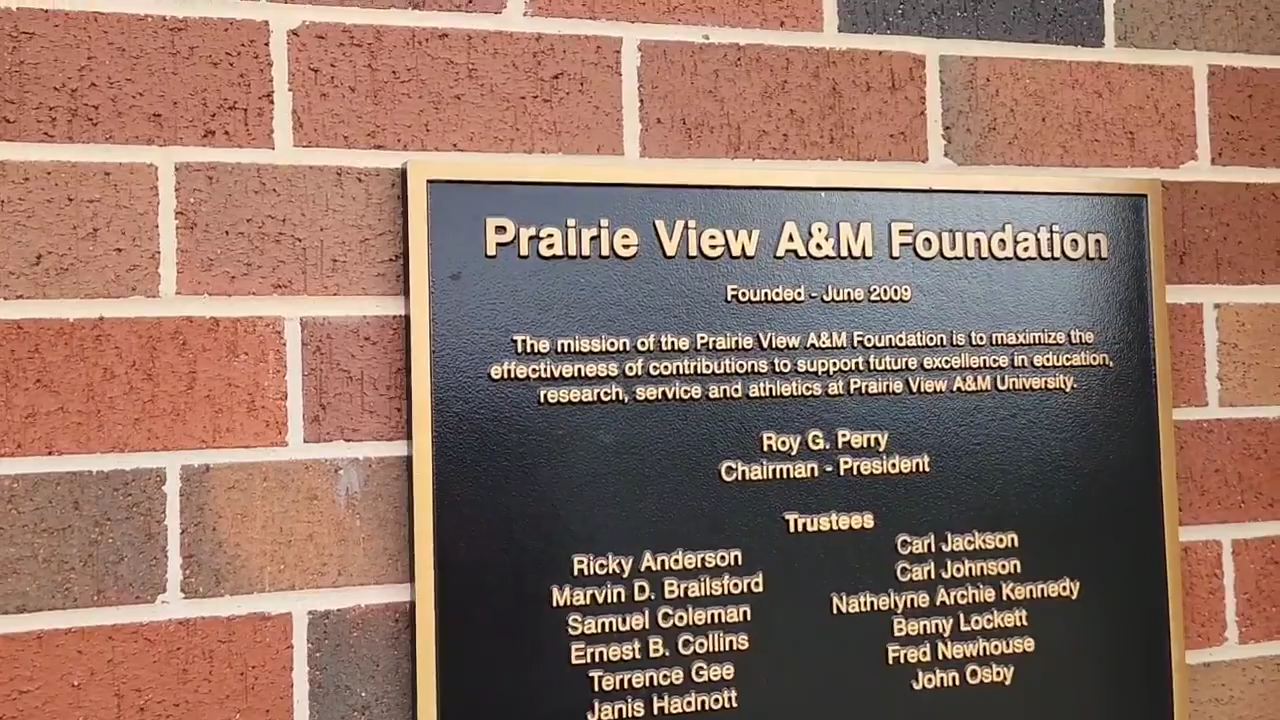 Prairie View A&M Foundation
Founded - June 2009
The mission of the Prairie View A&M Foundation is to maximize the
effectiveness of contributions to support future excellence in education,
research, service and athletics at Prairie View A&M University.
Roy G. Perry
Chairman - President
Trustees
Ricky Anderson
Marvin D. Brailsford
Samuel Coleman
Ernest B. Collins
Terrence Gee
Janis Hadnott
Carl Jackson
Carl Johnson
Nathelyne Archie Kennedy
Benny Lockett
Fred Newhouse
John Osby